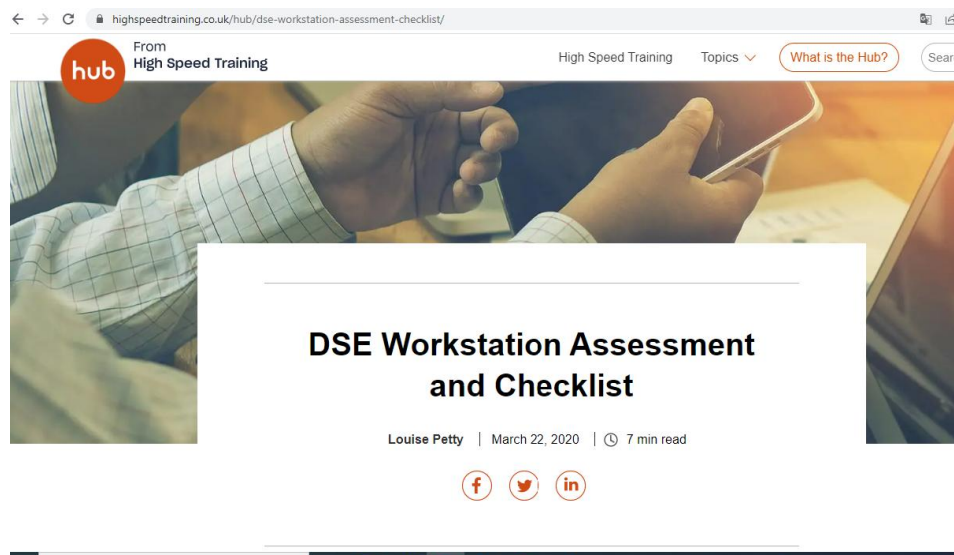 highspeedtraining.co.uk/hub/dse-workstation-assessment-checklist/
hub
From
High Speed Training
High Speed Training
Topics
What is the Hub?
DSE Workstation Assessment
and Checklist
Louise Petty | March 22, 2020 | 7 min read